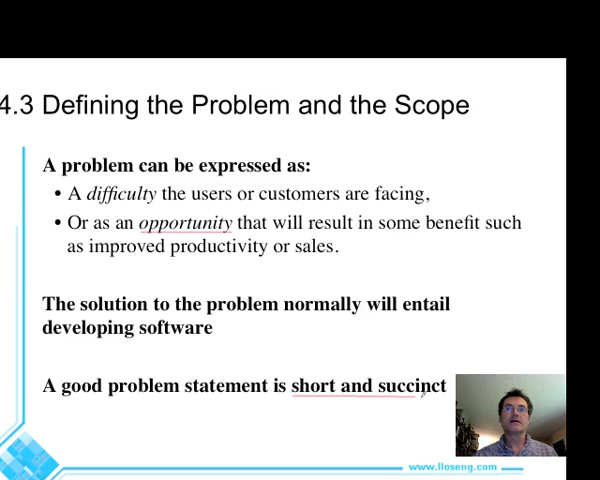 4.3 Defining the Problem and the Scope
A problem can be expressed as:
• A difficulty the users or customers are facing,
• Or as an opportunity that will result in some benefit such
as improved productivity or sales.
The solution to the problem normally will entail
developing software
A good problem statement is short and succinct
www.lloseng.com